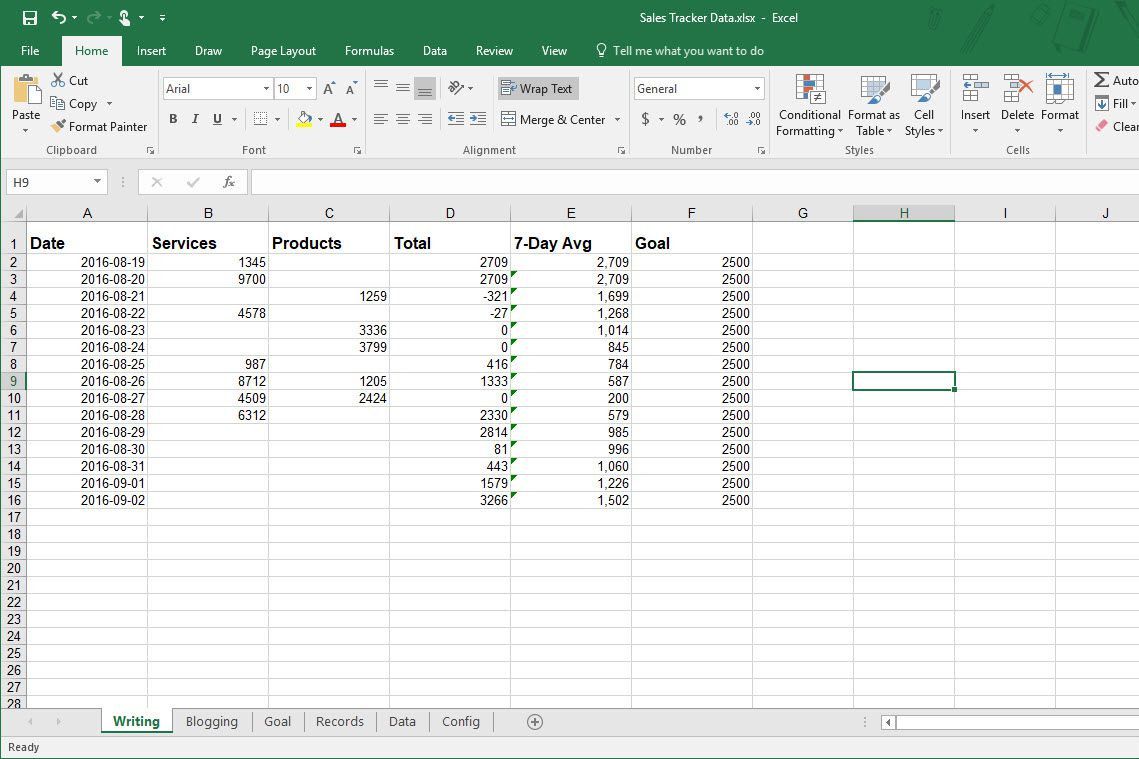 Sales Tracker Data.xlsx - Excel
File Home Insert Draw Page Layout Formulas Data Review View Tell me what you want to do
Paste
Cut
Copy
Format Painter
Clipboard
Arial 10 A A
B I U A
Font
Wrap Text
Merge & Center
Alignment
General
$ % , .00 .00
Number
Conditional Formatting
Format as Table
Cell Styles
Styles
Insert Delete Format
Cells
Auto
Fill
Clear
H9 fx
A B C D E F G H I J
1 Date Services Products Total 7-Day Avg Goal
2 2016-08-19 1345 2709 2,709 2500
3 2016-08-20 9700 2709 2,709 2500
4 2016-08-21 1259 -321 1,699 2500
5 2016-08-22 4578 -27 1,268 2500
6 2016-08-23 3336 0 1,014 2500
7 2016-08-24 3799 0 845 2500
8 2016-08-25 987 416 784 2500
9 2016-08-26 8712 1205 1333 587 2500
10 2016-08-27 4509 2424 0 200 2500
11 2016-08-28 6312 2330 579 2500
12 2016-08-29 2814 985 2500
13 2016-08-30 81 996 2500
14 2016-08-31 443 1,060 2500
15 2016-09-01 1579 1,226 2500
16 2016-09-02 3266 1,502 2500
17
18
19
20
21
22
23
24
25
26
27
28
Writing Blogging Goal Records Data Config
Ready